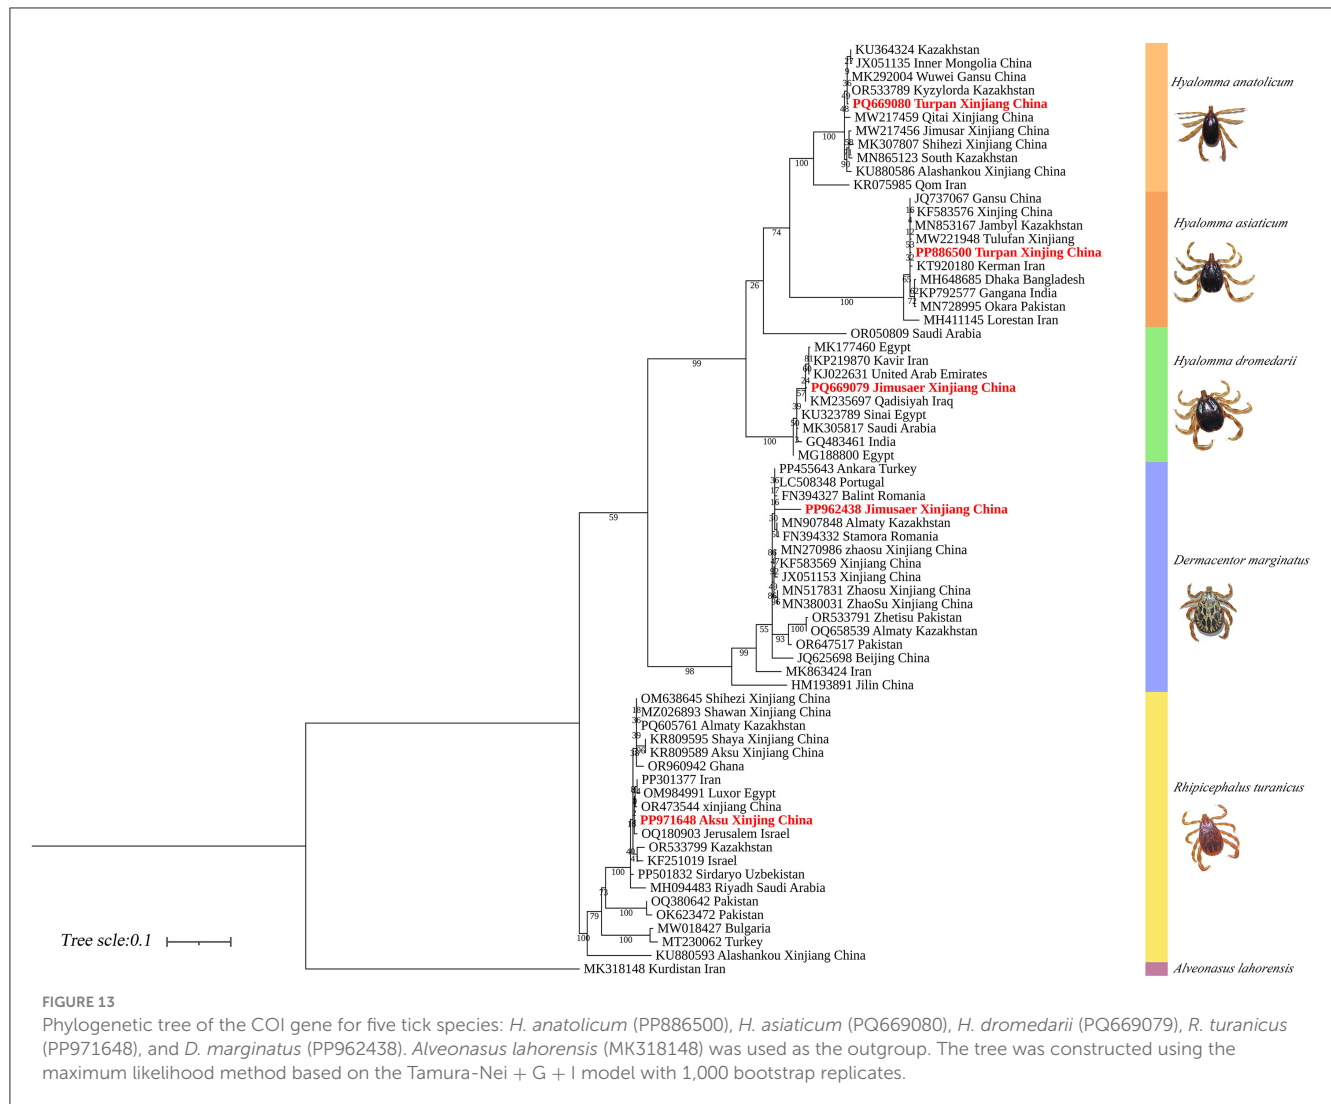 KU364324 Kazakhstan
JX051135 Inner Mongolia China
MK292004 Wuwei Gansu China
OR533789 Kyzylorda Kazakhstan
PQ669080 Turpan Xinjiang China
MW217459 Qitai Xinjiang China
MW217456 Jimusar Xinjiang China
MK307807 Shihezi Xinjiang China
MN865123 South Kazakhstan
KU880586 Alashankou Xinjiang China
KR075985 Qom Iran
Hyalomma anatolicum
100
100
JQ737067 Gansu China
KF583576 Xinjing China
MN853167 Jambyl Kazakhstan
MW221948 Tulufan Xinjiang
PP886500 Turpan Xinjing China
KT920180 Kerman Iran
MH648685 Dhaka Bangladesh
KP792577 Gangana India
MN728995 Okara Pakistan
MH411145 Lorestan Iran
Hyalomma asiaticum
74
100
26
OR050809 Saudi Arabia
MK177460 Egypt
KP219870 Kavir Iran
KJ022631 United Arab Emirates
PQ669079 Jimusaer Xinjiang China
KM235697 Qadisiyah Iraq
KU323789 Sinai Egypt
MK305817 Saudi Arabia
GQ483461 India
MG188800 Egypt
Hyalomma dromedarii
99
100
PP455643 Ankara Turkey
LC508348 Portugal
FN394327 Balint Romania
PP962438 Jimusaer Xinjiang China
MN907848 Almaty Kazakhstan
FN394332 Stamora Romania
MN270986 zhaosu Xinjiang China
KF583569 Xinjiang China
JX051153 Xinjiang China
MN517831 Zhaosu Xinjiang China
MN380031 ZhaoSu Xinjiang China
OR533791 Zhetisu Pakistan
OQ658539 Almaty Kazakhstan
OR647517 Pakistan
JQ625698 Beijing China
MK863424 Iran
HM193891 Jilin China
Dermacentor marginatus
59
55
100
93
99
98
OM638645 Shihezi Xinjiang China
MZ026893 Shawan Xinjiang China
PQ605761 Almaty Kazakhstan
KR809595 Shaya Xinjiang China
KR809589 Aksu Xinjiang China
OR960942 Ghana
PP301377 Iran
OM984991 Luxor Egypt
OR473544 xinjiang China
PP971648 Aksu Xinjing China
OQ180903 Jerusalem Israel
OR533799 Kazakhstan
KF251019 Israel
PP501832 Sirdaryo Uzbekistan
MH094483 Riyadh Saudi Arabia
OQ380642 Pakistan
OK623472 Pakistan
MW018427 Bulgaria
MT230062 Turkey
KU880593 Alashankou Xinjiang China
Rhipicephalus turanicus
100
73
100
79
100
100
MK318148 Kurdistan Iran
Alveonasus lahorensis
Tree scle:0.1
FIGURE 13
Phylogenetic tree of the COI gene for five tick species: H. anatolicum (PP886500), H. asiaticum (PQ669080), H. dromedarii (PQ669079), R. turanicus
(PP971648), and D. marginatus (PP962438). Alveonasus lahorensis (MK318148) was used as the outgroup. The tree was constructed using the
maximum likelihood method based on the Tamura-Nei + G + I model with 1,000 bootstrap replicates.